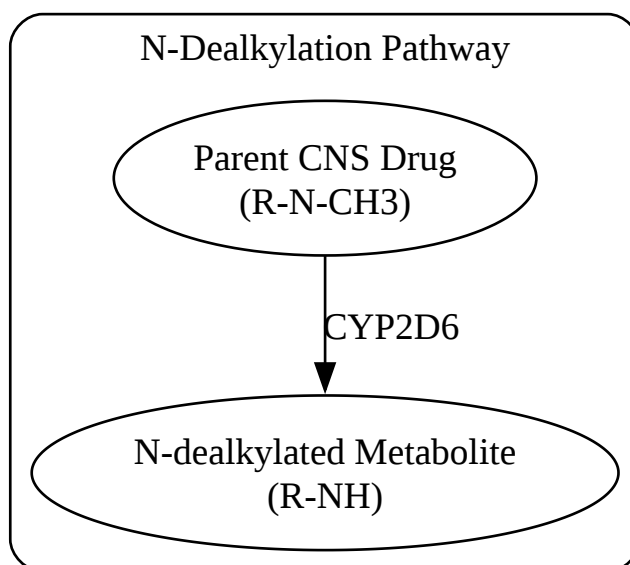 N-Dealkylation Pathway
Parent CNS Drug
(R-N-CH3)
CYP2D6
N-dealkylated Metabolite
(R-NH)